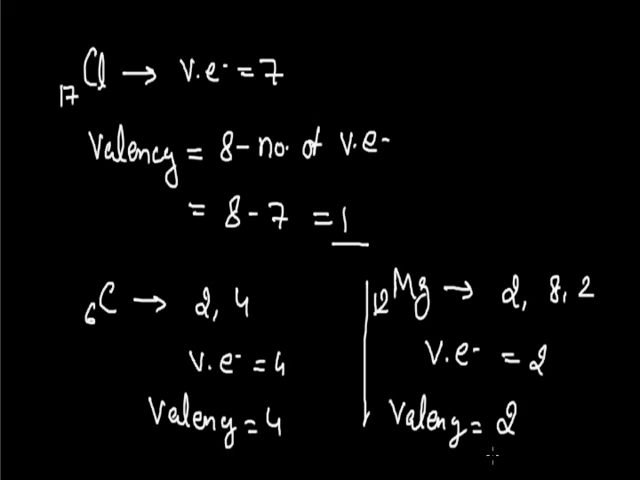 17Cl → v.e⁻ = 7
Valency = 8 - no. of v.e⁻
= 8 - 7 = 1
6C → 2, 4
v.e⁻ = 4
Valeny = 4
12Mg → 2, 8, 2
V.e⁻ = 2
Valeny = 2